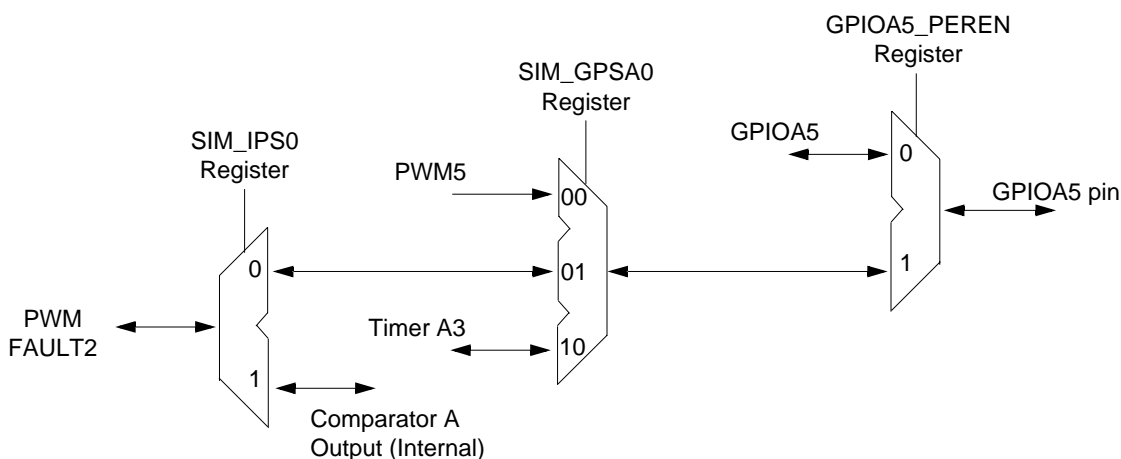 GPIOA5_PEREN
Register
SIM_GPSA0
Register
SIM_IPS0
Register
GPIOA5
0
PWM5
00
GPIOA5 pin
0
01
1
PWM
FAULT2
Timer A3
10
1
Comparator A
Output (Internal)